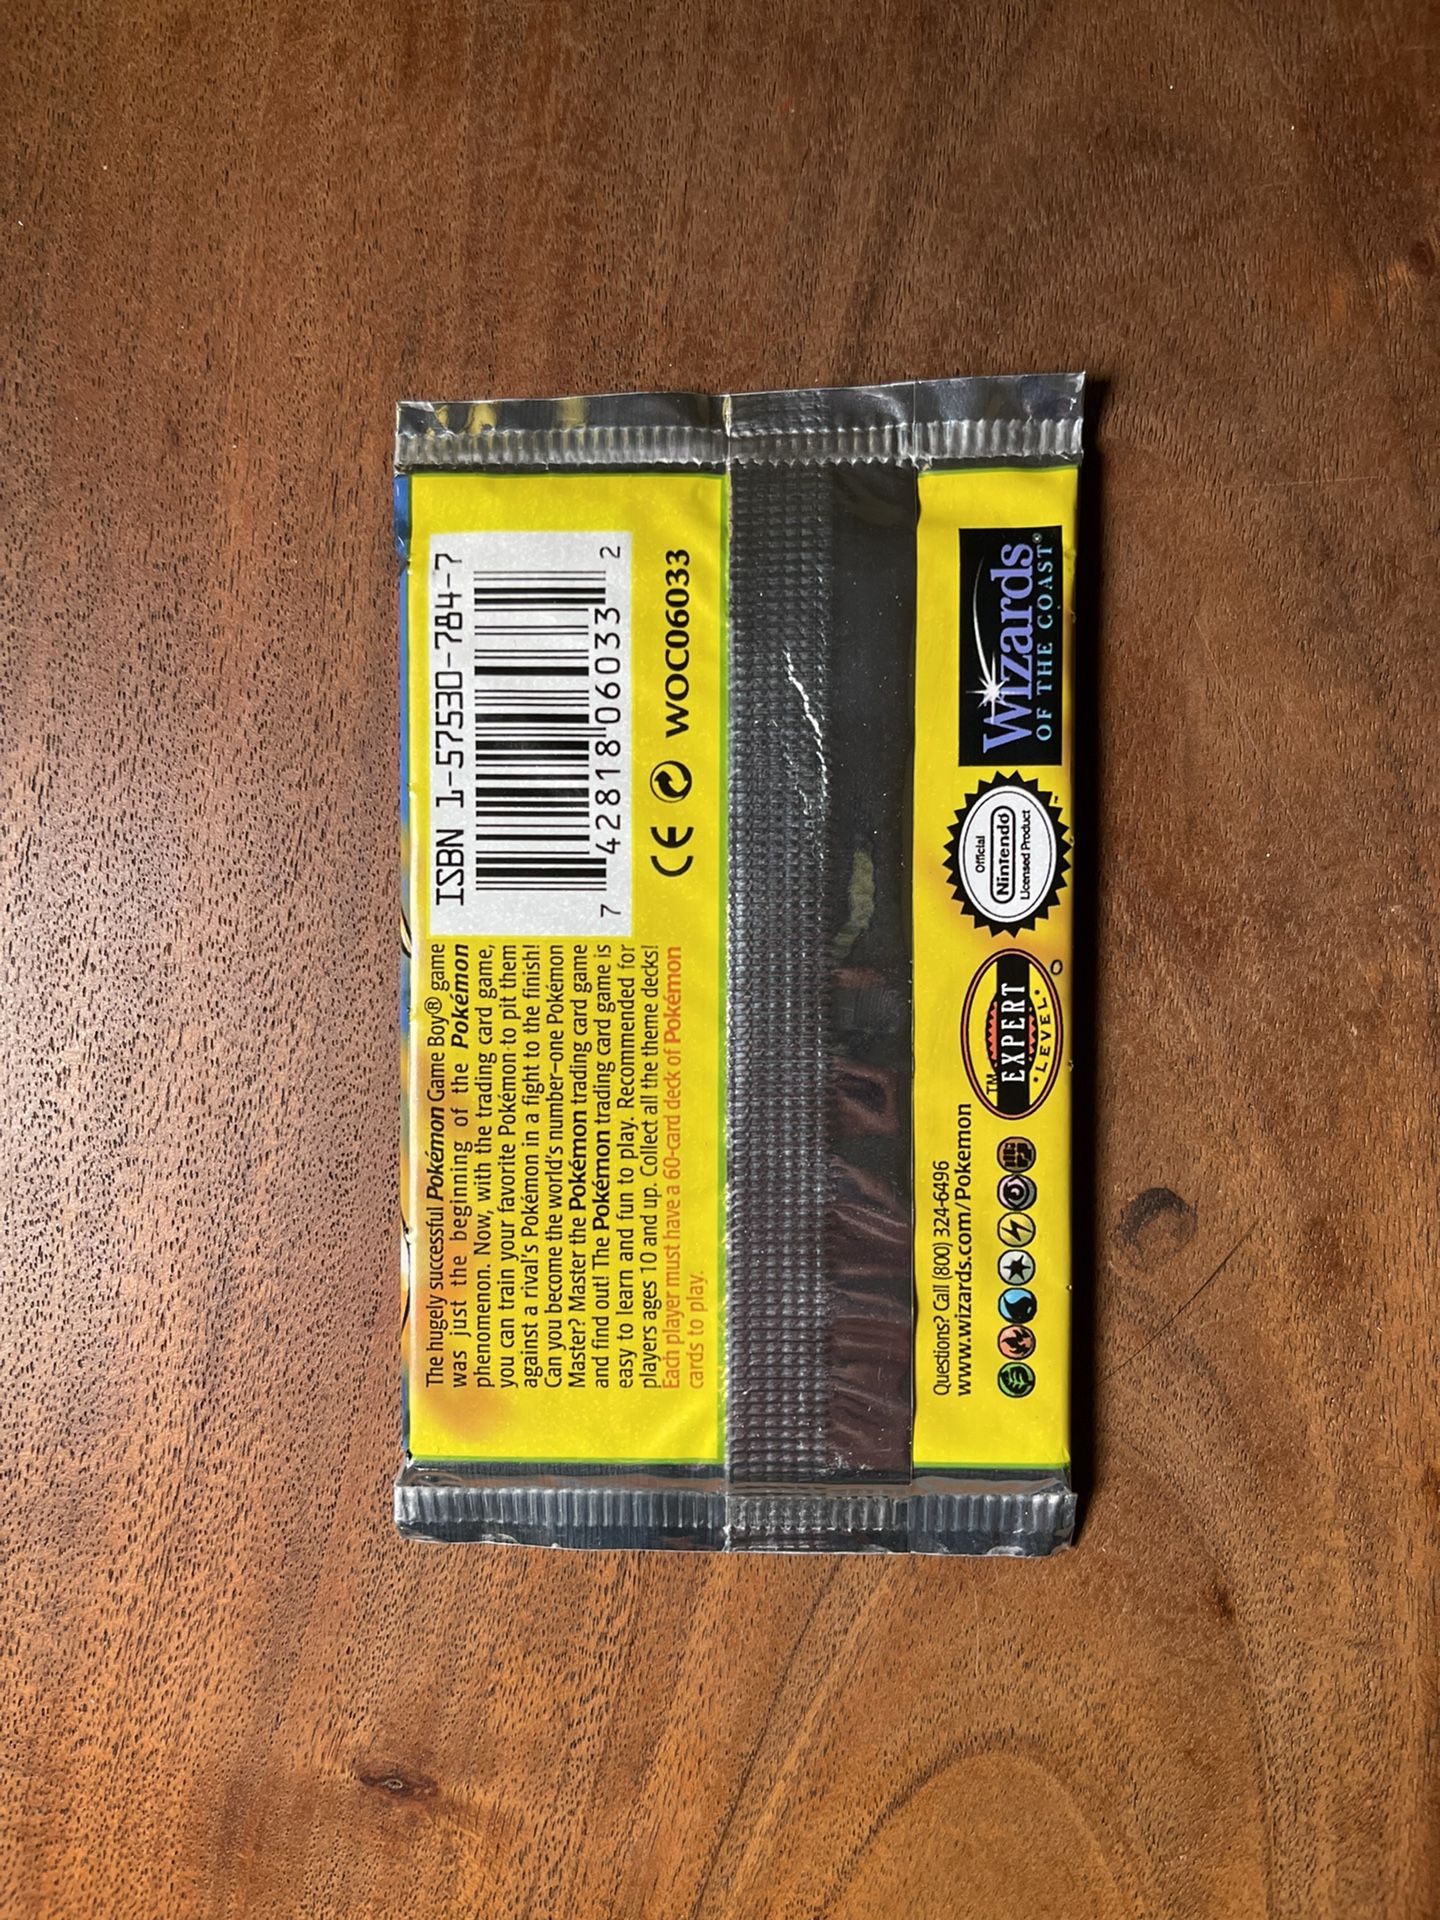 The hugely successful Pokémon Game Boy® game
was just the beginning of the Pokémon
phenomenon. Now, with the trading card game,
you can train your favorite Pokémon to pit them
against a rival's Pokémon in a fight to the finish!
Can you become the world's number-one Pokémon
Master? Master the Pokémon trading card game
and find out! The Pokémon trading card game is
easy to learn and fun to play. Recommended for
players ages 10 and up. Collect all the theme decks!
Each player must have a 60-card deck of Pokémon
cards to play.
ISBN 1-57530-784-7
7 42818 06033 2
CE WOC06033
Questions? Call (800) 324-6496
www.wizards.com/Pokemon
TM
EXPERT
LEVEL
Official
Nintendo
Licensed Product
™
Wizards
OF THE COAST®